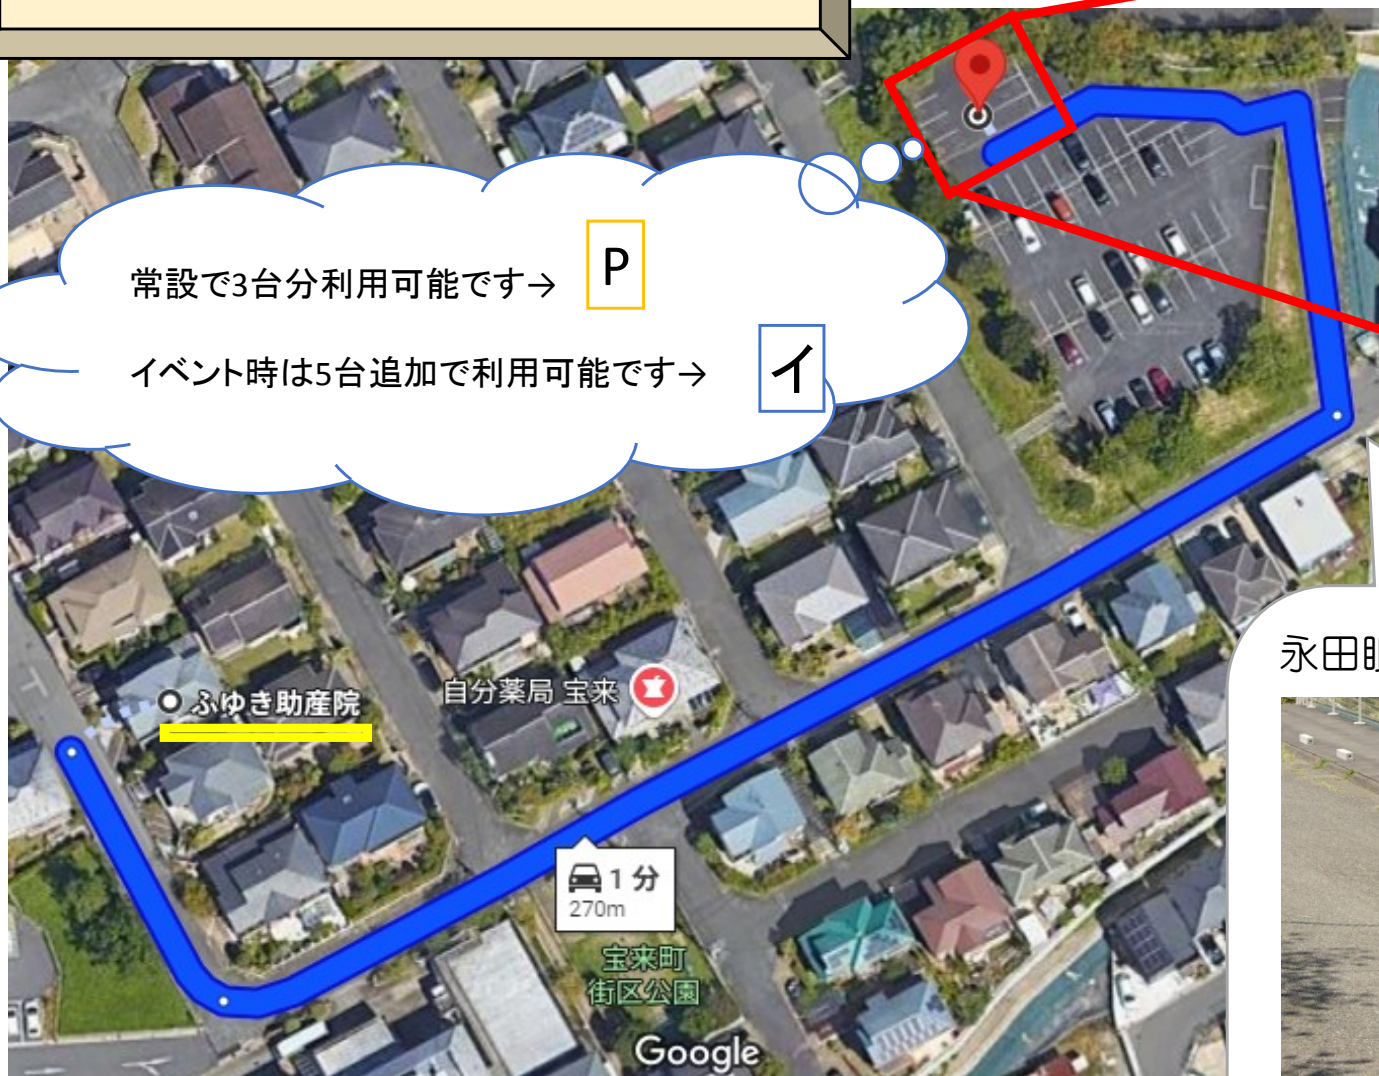 常設で3台分利用可能です→ P
イベント時は5台追加で利用可能です→ イ
自分薬局 宝来
ふゆき助産院
1 分
270m
宝来町
街区公園
Google
永田